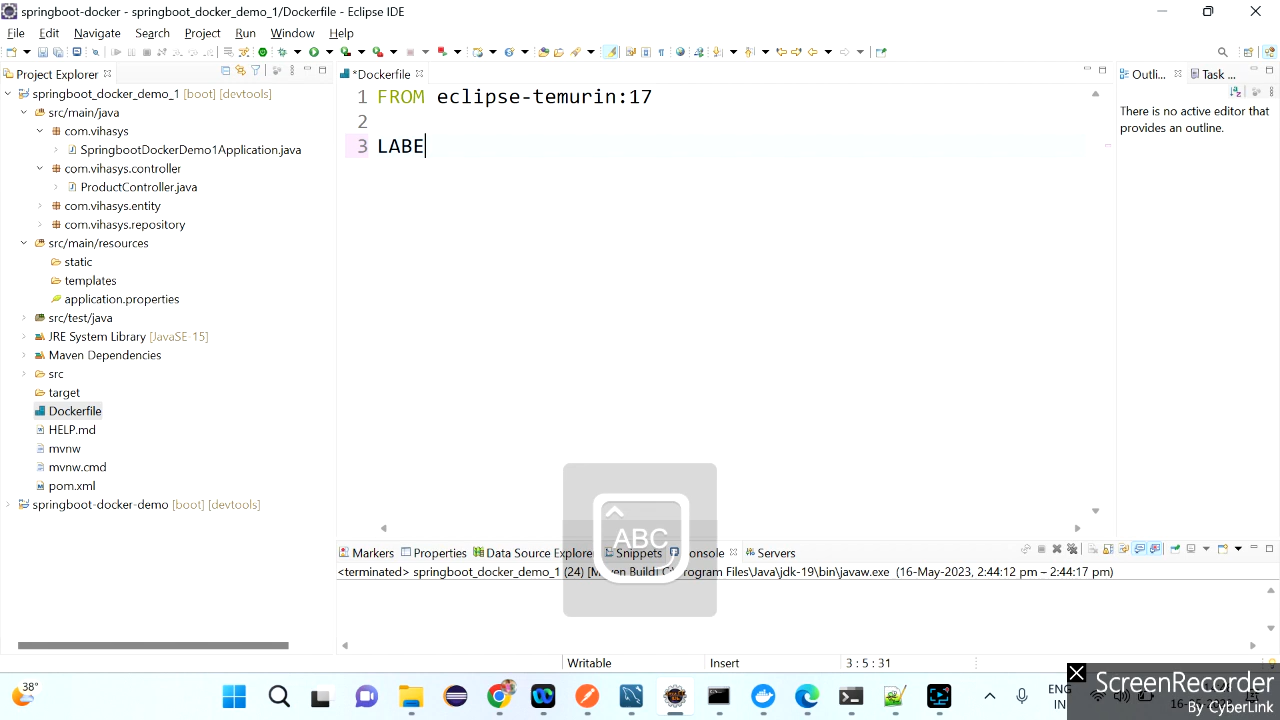 springboot-docker - springboot_docker_demo_1/Dockerfile - Eclipse IDE
File Edit Navigate Search Project Run Window Help
Project Explorer
*Dockerfile
Outli...
Task ...
springboot_docker_demo_1 [boot] [devtools]
src/main/java
com.vihasys
SpringbootDockerDemo1Application.java
com.vihasys.controller
ProductController.java
com.vihasys.entity
com.vihasys.repository
src/main/resources
static
templates
application.properties
src/test/java
JRE System Library [JavaSE-15]
Maven Dependencies
src
target
Dockerfile
HELP.md
mvnw
mvnw.cmd
pom.xml
springboot-docker-demo [boot] [devtools]
1 FROM eclipse-temurin:17
2
3 LABE
There is no active editor that
provides an outline.
ABC
Markers Properties Data Source Explorer Snippets Console Servers
<terminated> springboot_docker_demo_1 (24) [Maven Build] C:\Program Files\Java\jdk-19\bin\javaw.exe (16-May-2023, 2:44:12 pm – 2:44:17 pm)
Writable Insert 3 : 5 : 31
38°
ENG
IN
ScreenRecorder
By CyberLink